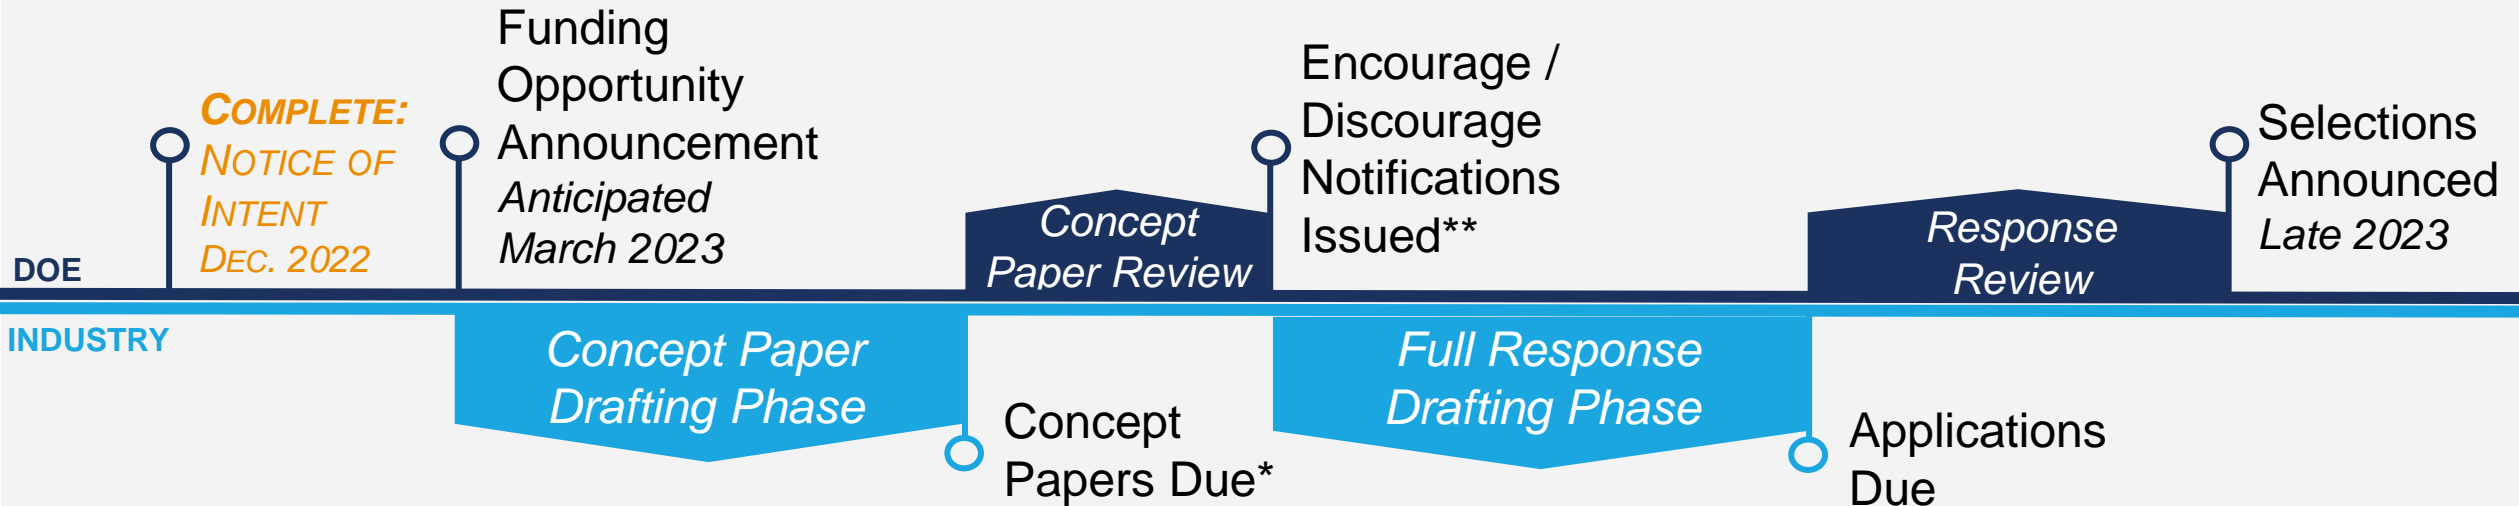 COMPLETE:
NOTICE OF
INTENT
DEC. 2022
Funding
Opportunity
Announcement
Anticipated
March 2023
Concept
Paper Review
Encourage /
Discourage
Notifications
Issued**
Response
Review
Selections
Announced
Late 2023
DOE
INDUSTRY
Concept Paper
Drafting Phase
Concept
Papers Due*
Full Response
Drafting Phase
Applications
Due